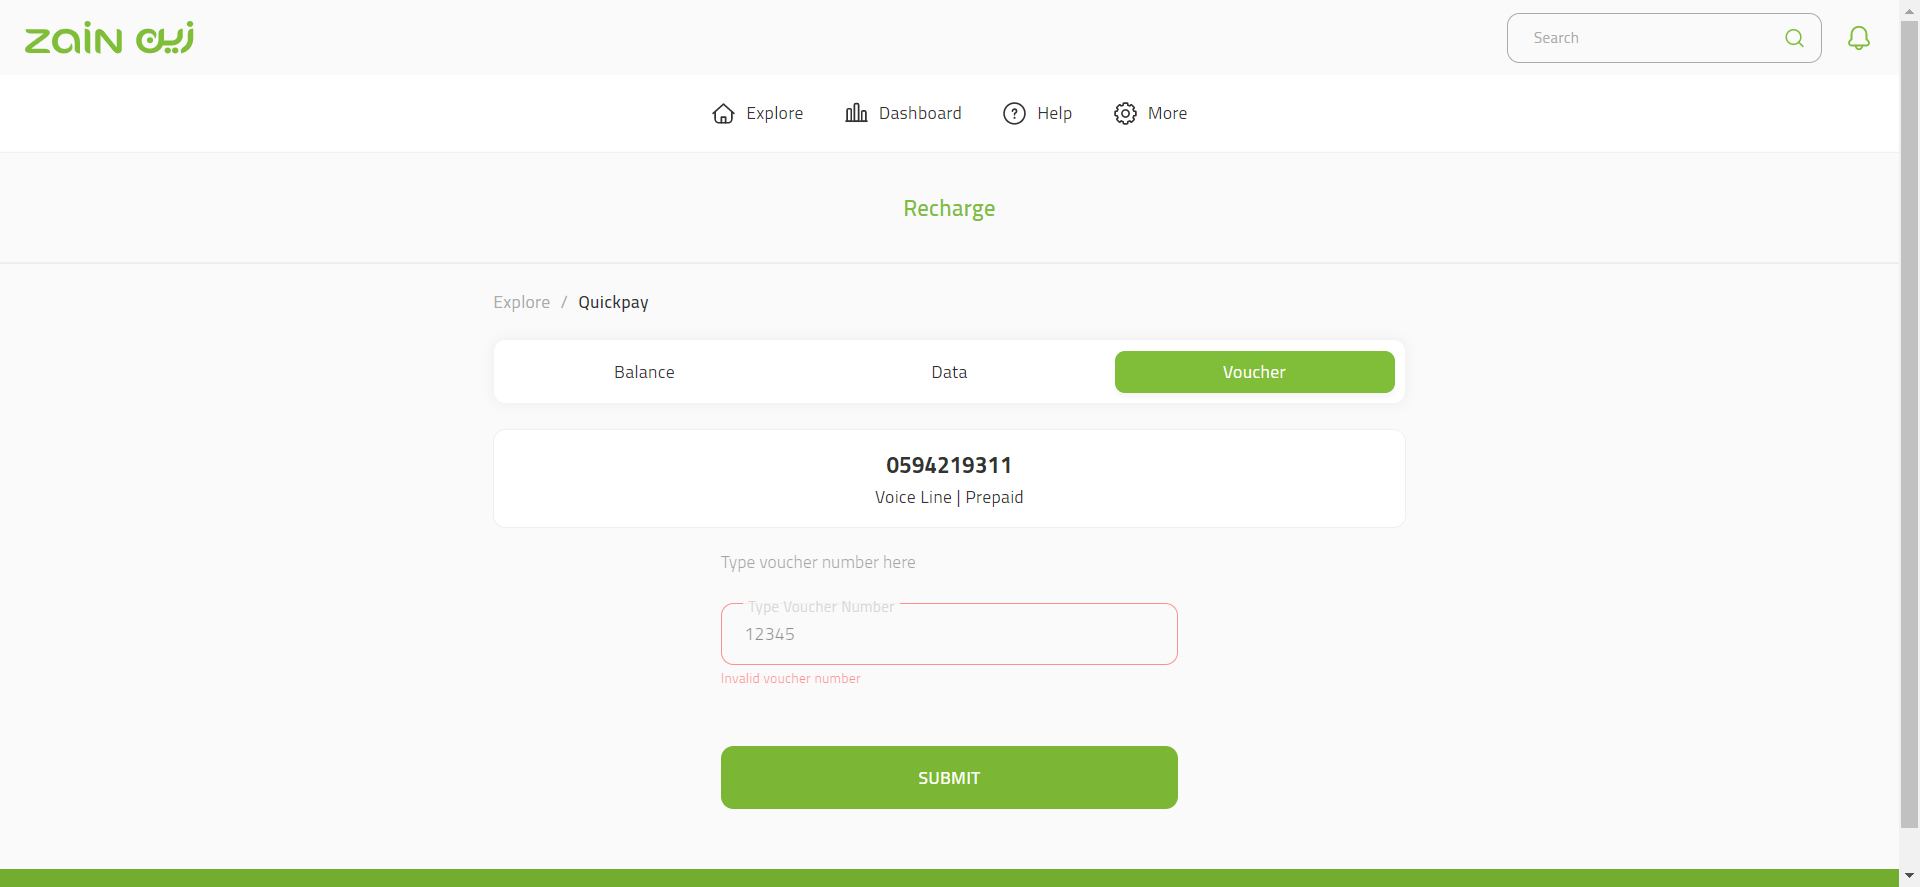 zain زين
Search
Explore
Dashboard
Help
More
Recharge
Explore / Quickpay
Balance
Data
Voucher
0594219311
Voice Line | Prepaid
Type voucher number here
Type Voucher Number
12345
Invalid voucher number
SUBMIT